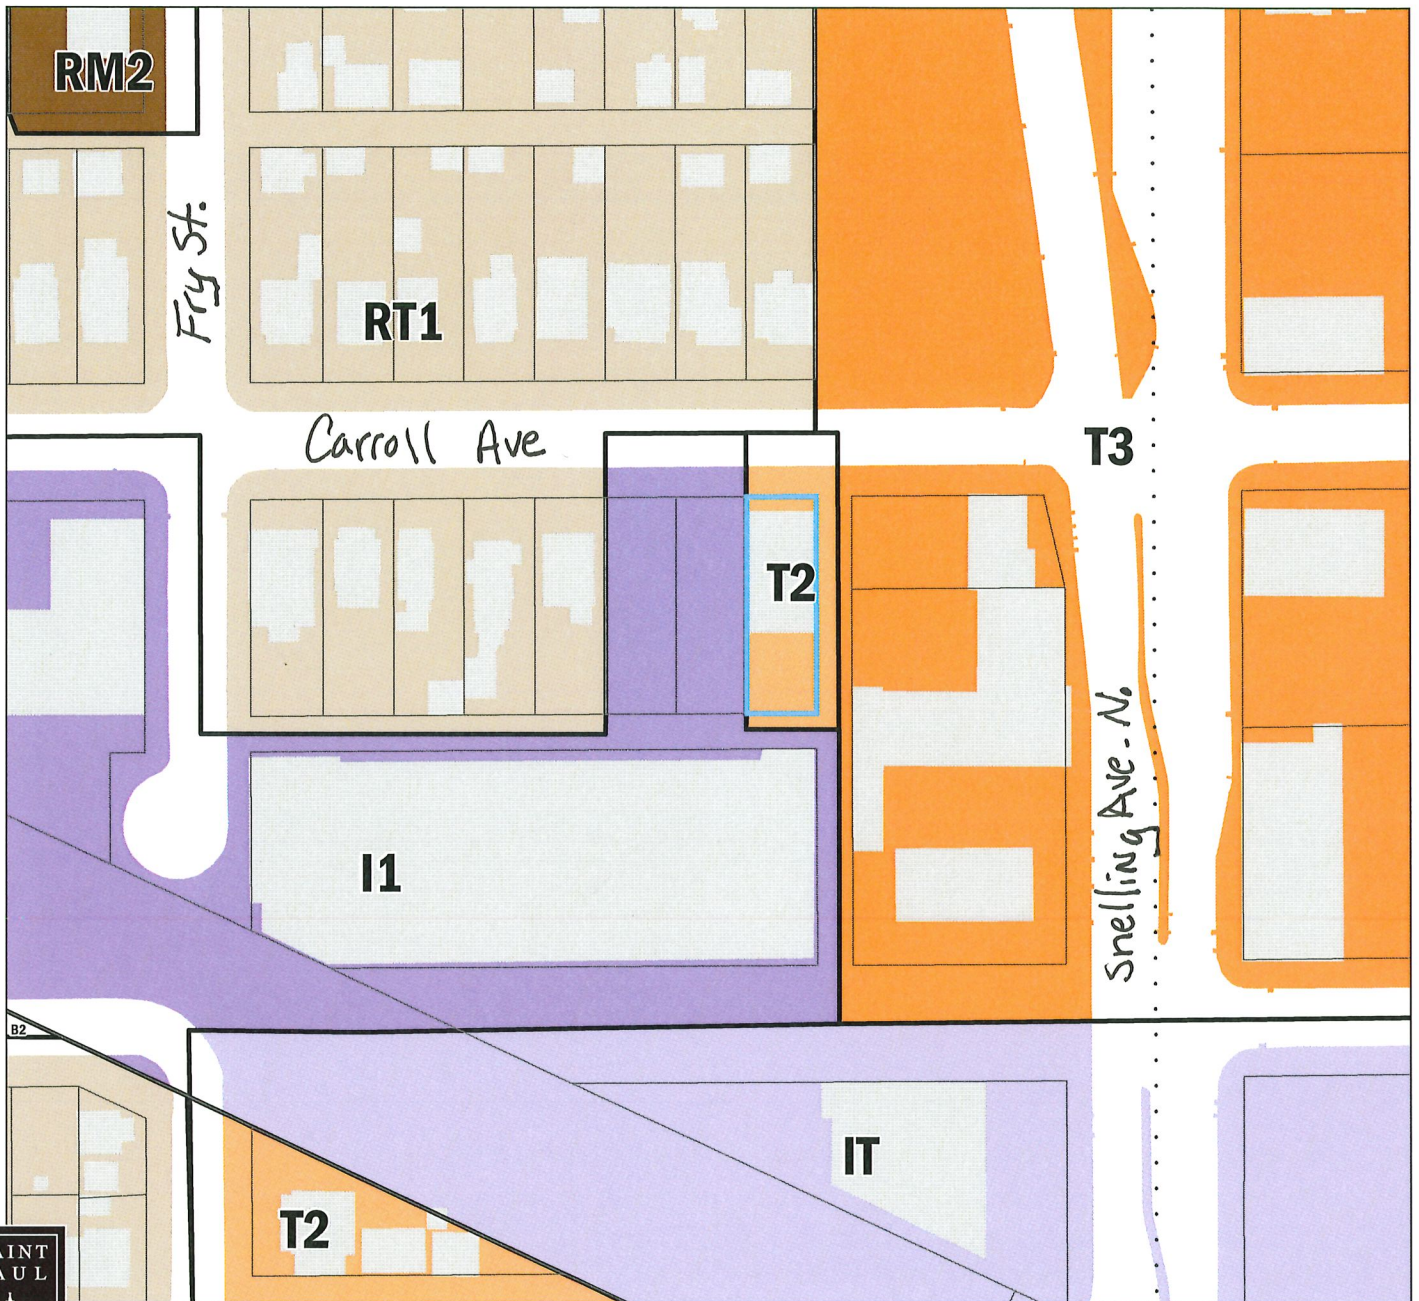 RM2
Fry St.
RT1
Carroll Ave
T3
T2
Snelling Ave. N.
I1
B2
IT
T2
AINT
AUL